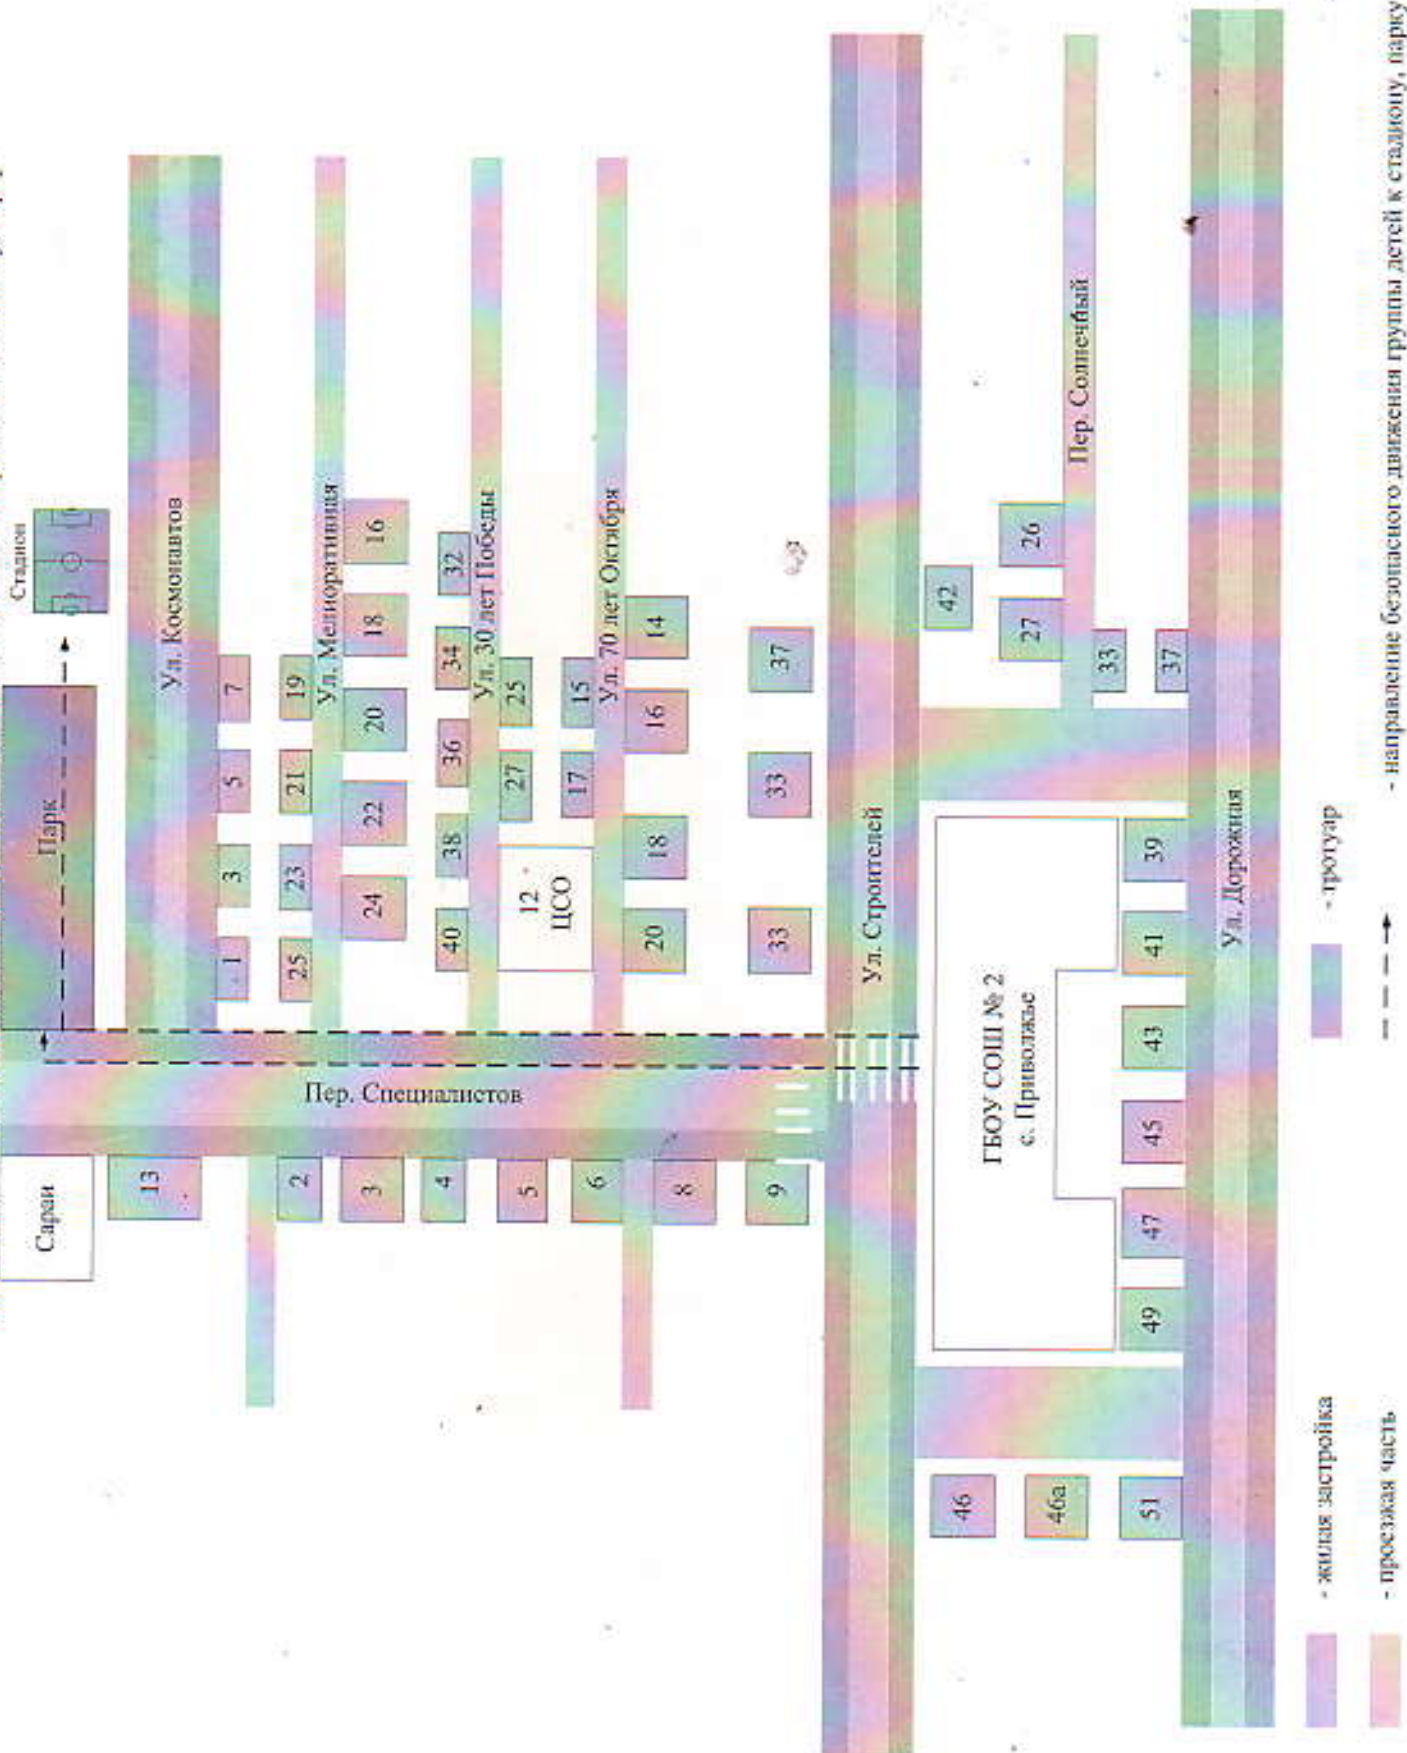 Стадион
Сараи
Парк
13
Ул. Космонавтов
1 3 5 7
2
25 23 21 19
Ул. Мелиоративная
3
24 22 20 18 16
Пер. Специалистов
4
40 38 36 34 32
Ул. 30 лет Победы
5
12
ЦСО
27 25
17 15
6
Ул. 70 лет Октября
8
20 18 16 14
9
33 33 37
Ул. Строителей
42
46
ГБОУ СОШ № 2
с. Приволжье
27 26
46а
Пер. Солнечный
33
51 49 47 45 43 41 39 37
Ул. Дорожная
- жилая застройка
- тротуар
- проезжая часть
- направление безопасного движения группы детей к стадиону, парку